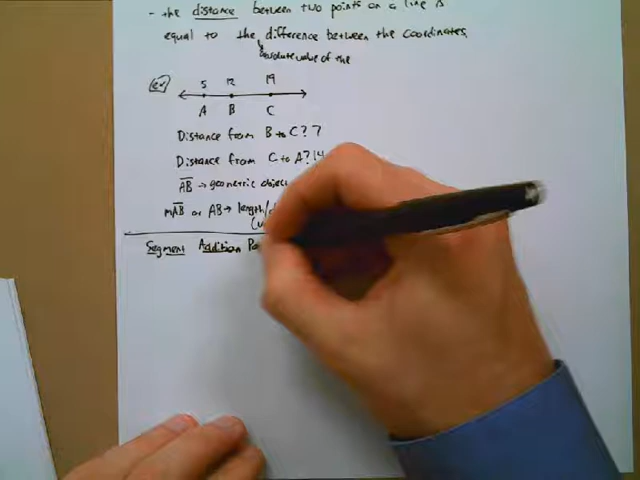 - the distance between two points on a line is
equal to the difference between the coordinates.
absolute value of the
ex
5 12 19
A B C
Distance from B to C? 7
Distance from C to A? 14
AB → geometric object
mAB or AB → length/
Segment Addition Po